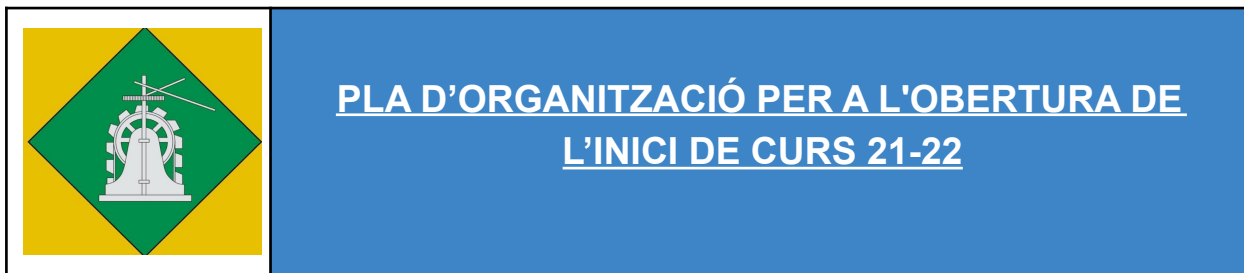 PLA D’ORGANITZACIÓ PER A L'OBERTURA DE
L’INICI DE CURS 21-22